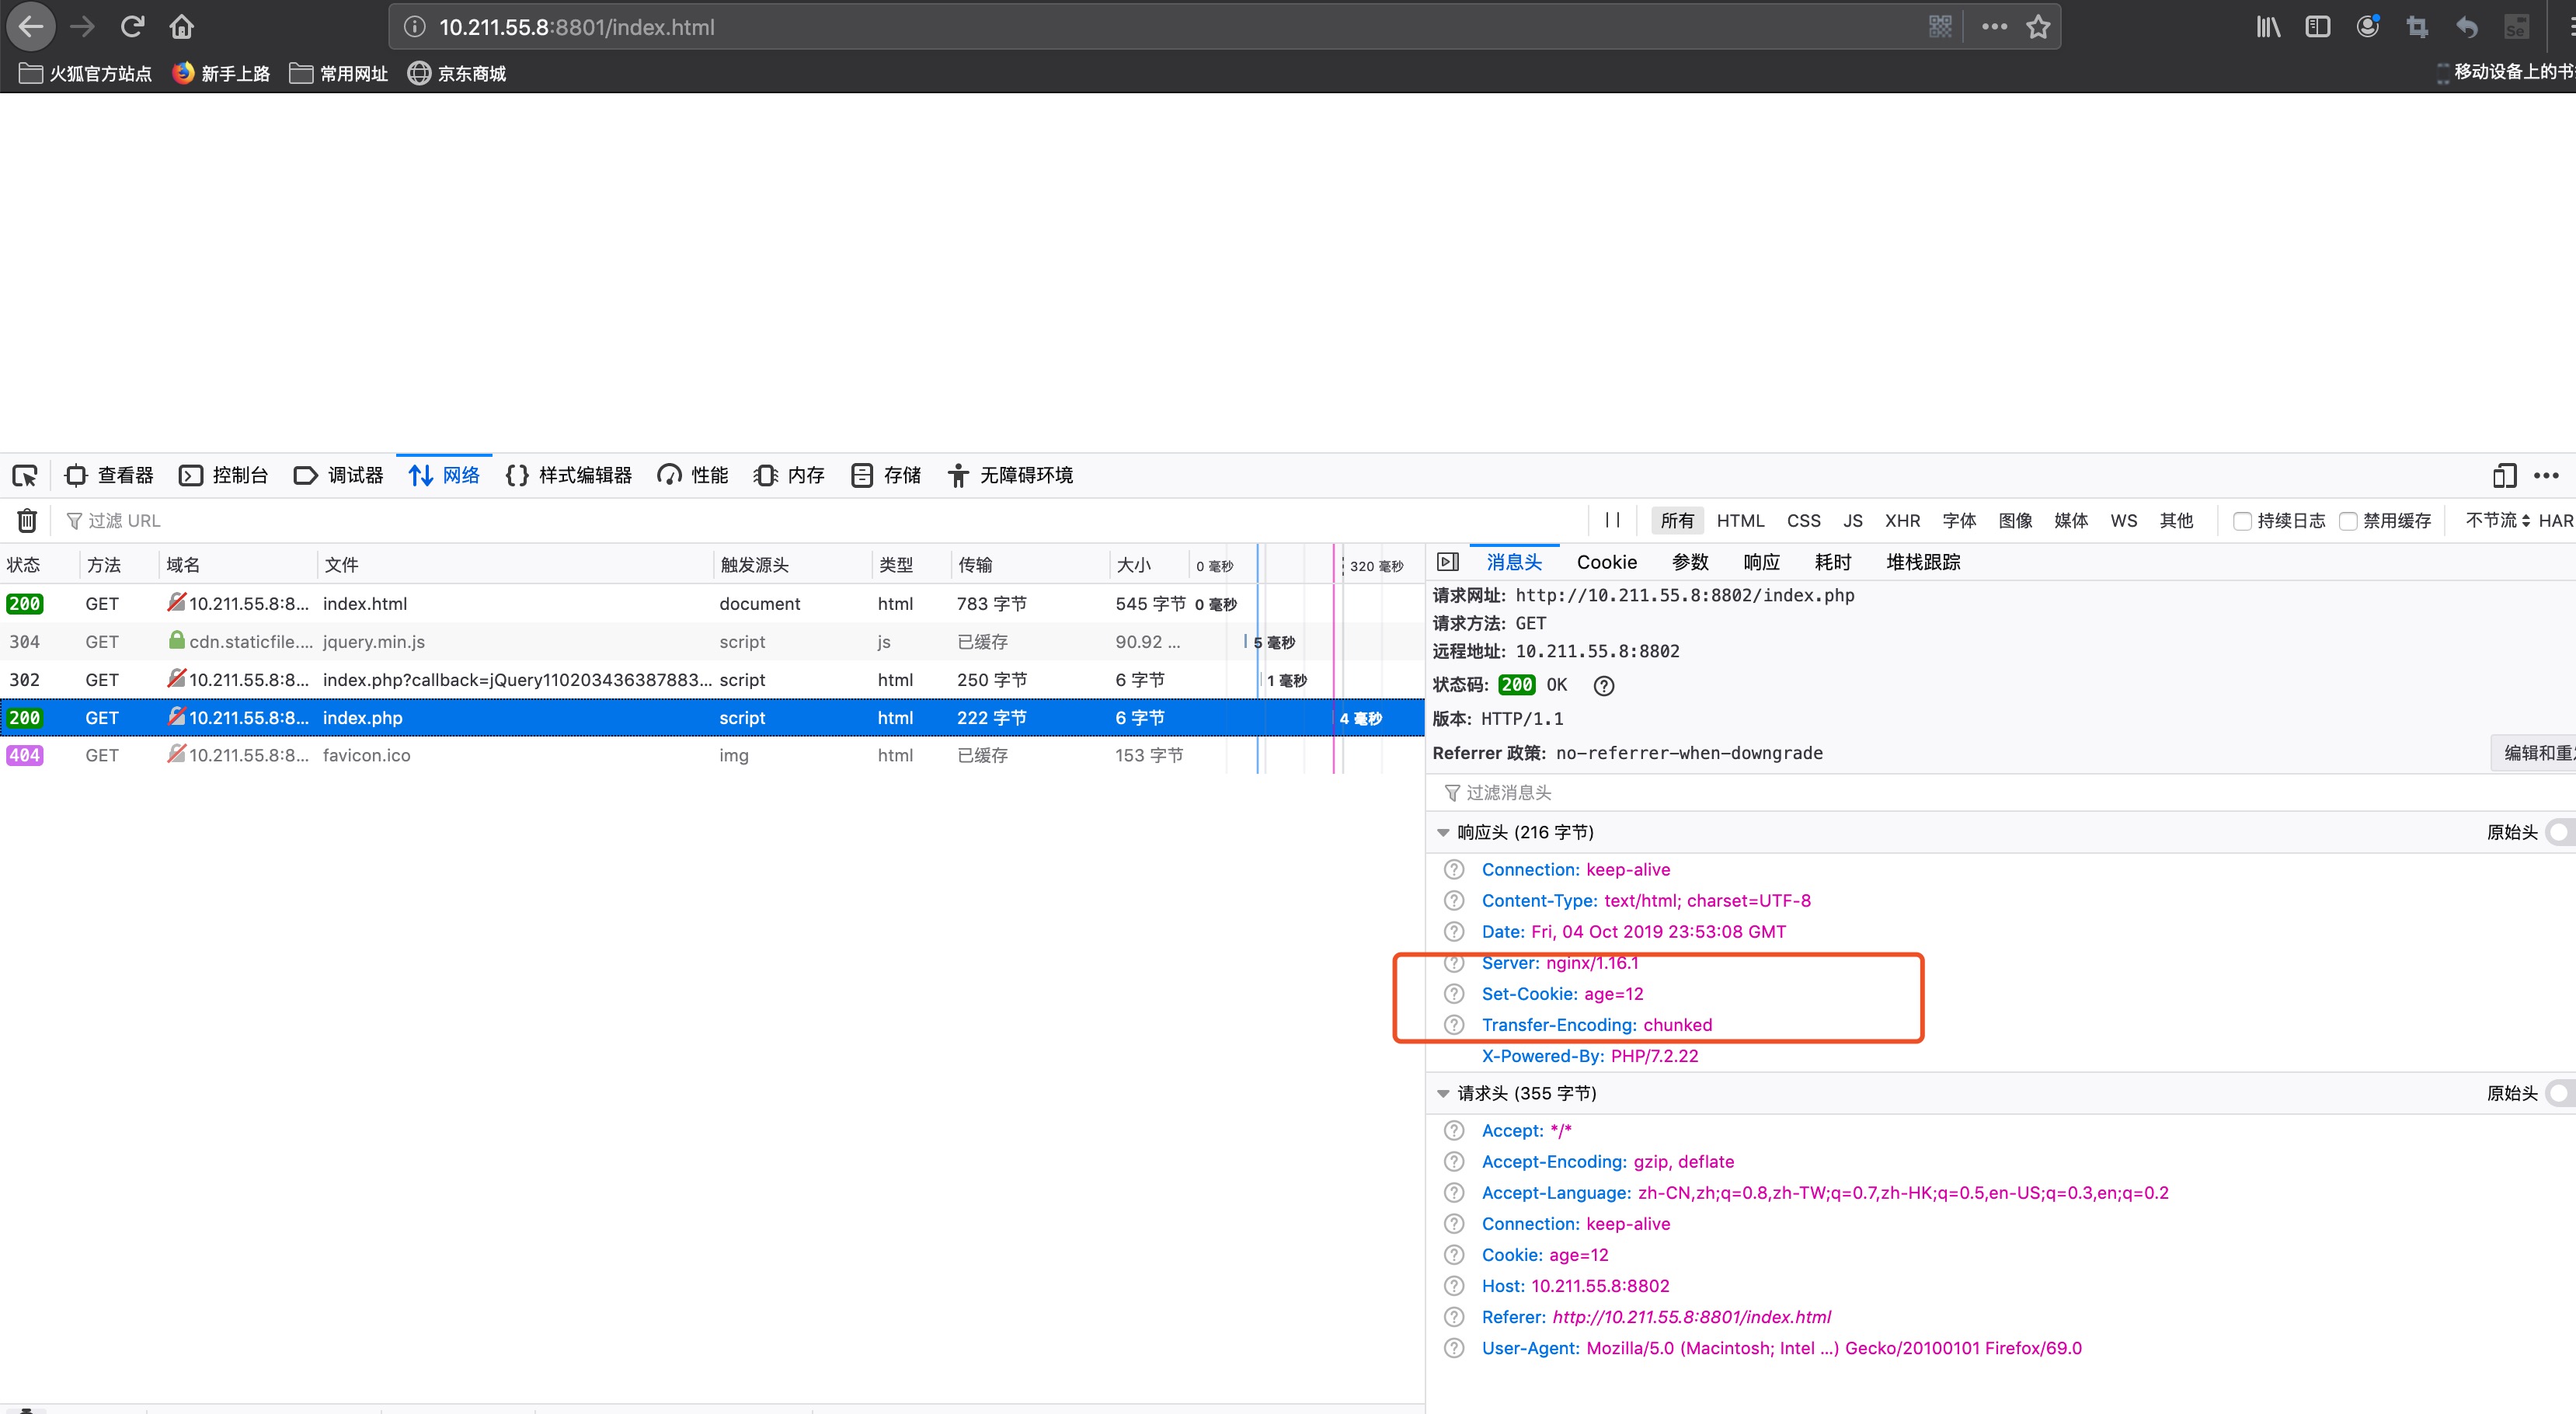 10.211.55.8:8801/index.html
火狐官方站点 新手上路 常用网址 京东商城 移动设备上的书
查看器 控制台 调试器 网络 样式编辑器 性能 内存 存储 无障碍环境
过滤 URL 所有 HTML CSS JS XHR 字体 图像 媒体 WS 其他 持续日志 禁用缓存 不节流 HAR
状态 方法 域名 文件 触发源头 类型 传输 大小 0 毫秒 320 毫秒
200 GET 10.211.55.8:8... index.html document html 783 字节 545 字节 0 毫秒
304 GET cdn.staticfile.... jquery.min.js script js 已缓存 90.92 ... 5 毫秒
302 GET 10.211.55.8:8... index.php?callback=jQuery110203436387883... script html 250 字节 6 字节 1 毫秒
200 GET 10.211.55.8:8... index.php script html 222 字节 6 字节 4 毫秒
404 GET 10.211.55.8:8... favicon.ico img html 已缓存 153 字节
消息头 Cookie 参数 响应 耗时 堆栈跟踪
请求网址: http://10.211.55.8:8802/index.php
请求方法: GET
远程地址: 10.211.55.8:8802
状态码: 200 OK
版本: HTTP/1.1
Referrer 政策: no-referrer-when-downgrade 编辑和重
过滤消息头
响应头 (216 字节) 原始头
Connection: keep-alive
Content-Type: text/html; charset=UTF-8
Date: Fri, 04 Oct 2019 23:53:08 GMT
Server: nginx/1.16.1
Set-Cookie: age=12
Transfer-Encoding: chunked
X-Powered-By: PHP/7.2.22
请求头 (355 字节) 原始头
Accept: */*
Accept-Encoding: gzip, deflate
Accept-Language: zh-CN,zh;q=0.8,zh-TW;q=0.7,zh-HK;q=0.5,en-US;q=0.3,en;q=0.2
Connection: keep-alive
Cookie: age=12
Host: 10.211.55.8:8802
Referer: http://10.211.55.8:8801/index.html
User-Agent: Mozilla/5.0 (Macintosh; Intel ...) Gecko/20100101 Firefox/69.0